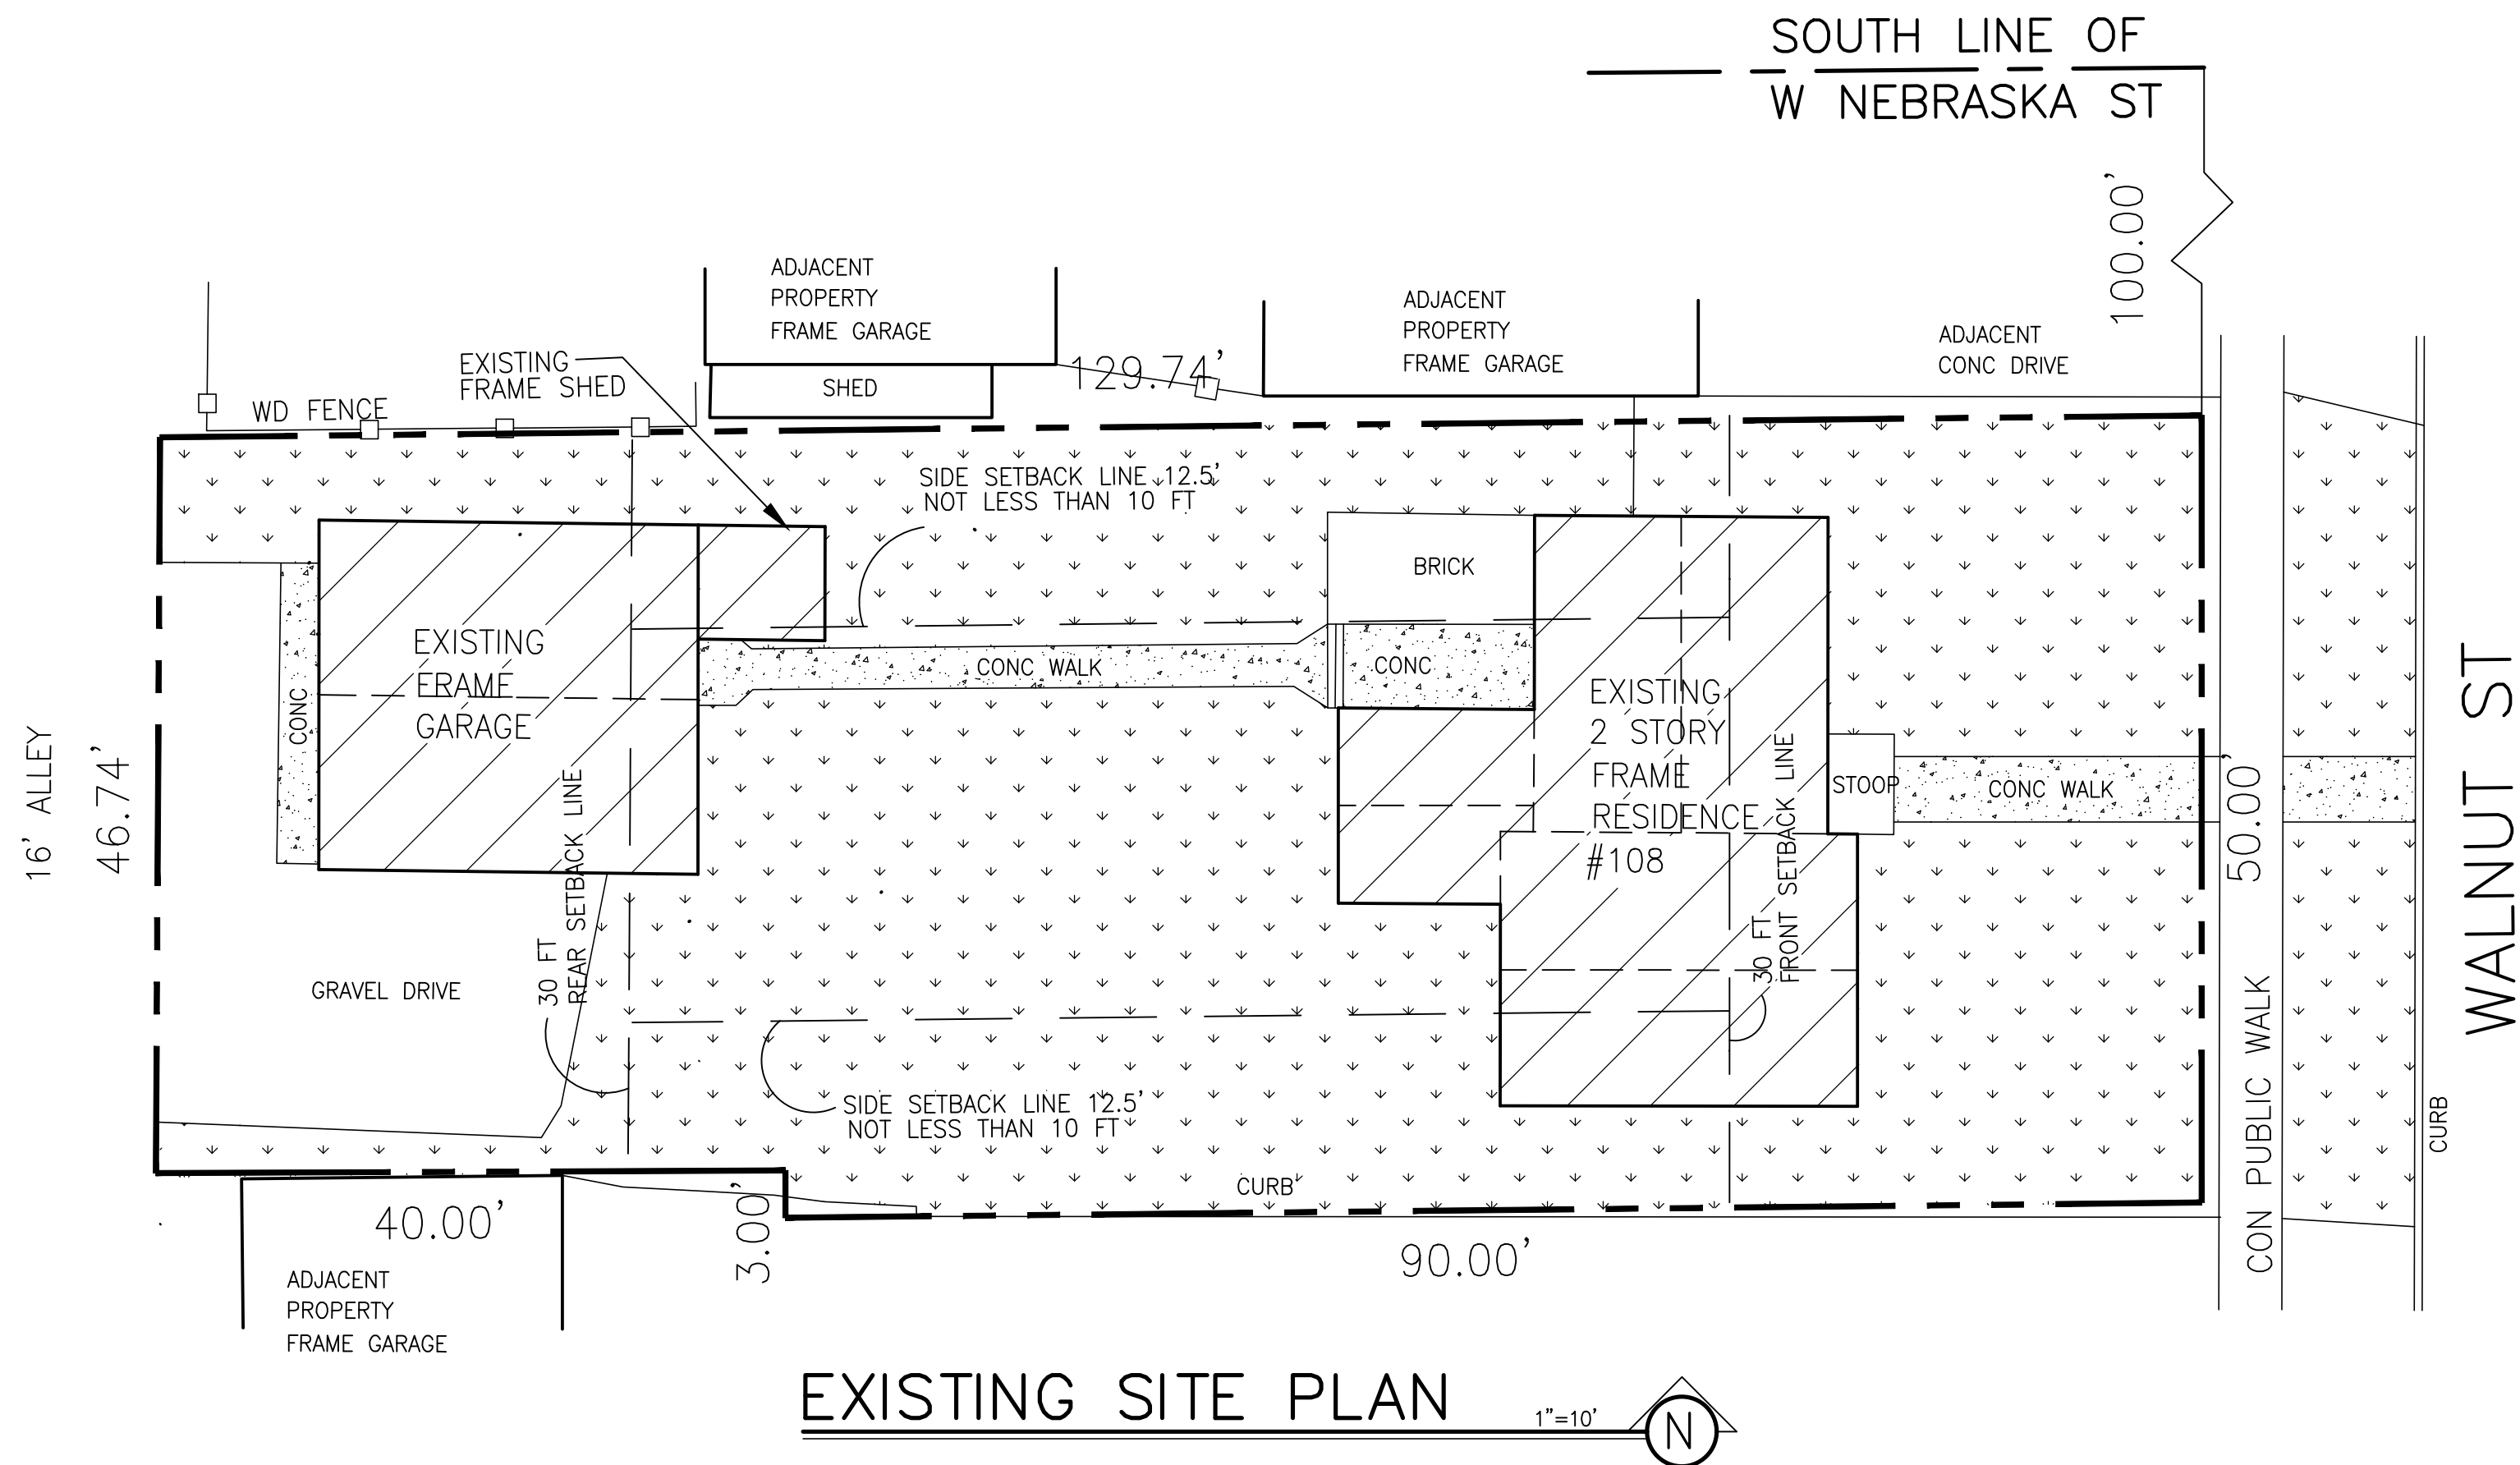 SOUTH LINE OF
W NEBRASKA ST
100.00'
ADJACENT
PROPERTY
FRAME GARAGE
SHED
129.74'
ADJACENT
PROPERTY
FRAME GARAGE
ADJACENT
CONC DRIVE
EXISTING
FRAME SHED
WD FENCE
SIDE SETBACK LINE 12.5'
NOT LESS THAN 10 FT
BRICK
EXISTING
FRAME
GARAGE
CONC
CONC WALK
CONC
EXISTING
2 STORY
FRAME
RESIDENCE
#108
STOOP
CONC WALK
16' ALLEY
46.74'
30 FT
REAR SETBACK LINE
30 FT
FRONT SETBACK LINE
50.00'
CON PUBLIC WALK
WALNUT ST
CURB
GRAVEL DRIVE
SIDE SETBACK LINE 12.5'
NOT LESS THAN 10 FT
CURB
40.00'
3.00'
90.00'
ADJACENT
PROPERTY
FRAME GARAGE
EXISTING SITE PLAN
1"=10'
N